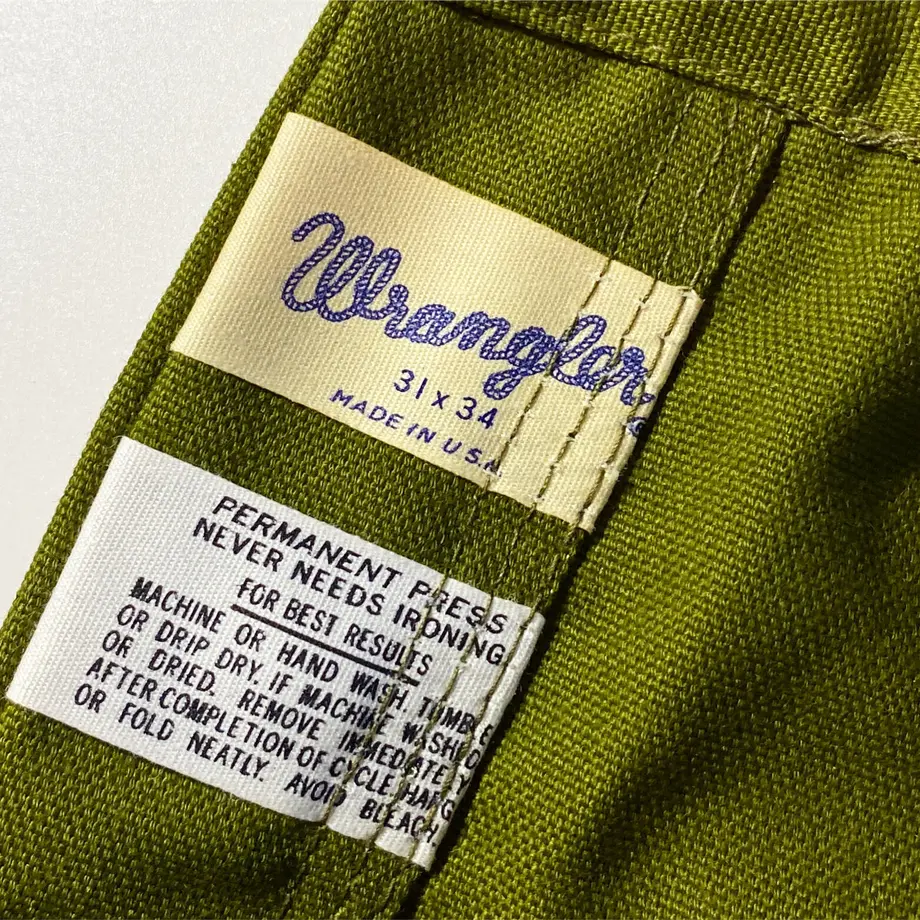 Wrangler
31 x 34
MADE IN U.S.A.
PERMANENT PRESS
NEVER NEEDS IRONING
FOR BEST RESULTS
MACHINE OR HAND WASH. TUMBLE
OR DRIP DRY. IF MACHINE WASHED
OR DRIED. REMOVE IMMEDIATELY
AFTER COMPLETION OF CYCLE. HANG
OR FOLD NEATLY. AVOID BLEACH.